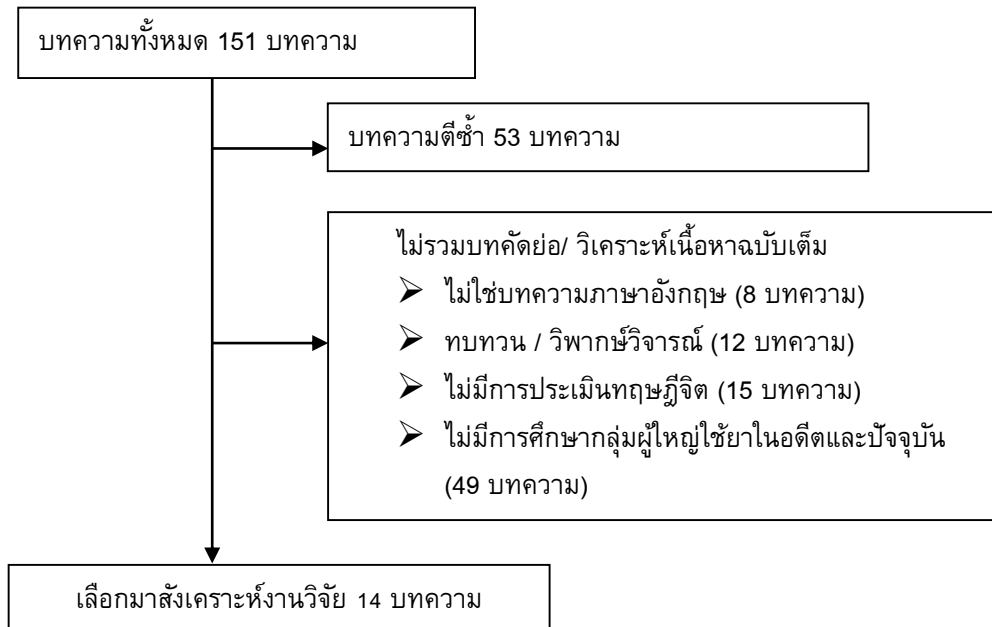 บทความทั้งหมด 151 บทความ
บทความตีซ้ำ 53 บทความ
ไม่รวมบทคัดย่อ/ วิเคราะห์เนื้อหาฉบับเต็ม
➢ ไม่ใช่บทความภาษาอังกฤษ (8 บทความ)
➢ ทบทวน / วิพากษ์วิจารณ์ (12 บทความ)
➢ ไม่มีการประเมินทฤษฎีจิต (15 บทความ)
➢ ไม่มีการศึกษากลุ่มผู้ใหญ่ใช้ยาในอดีตและปัจจุบัน
(49 บทความ)
เลือกมาสังเคราะห์งานวิจัย 14 บทความ